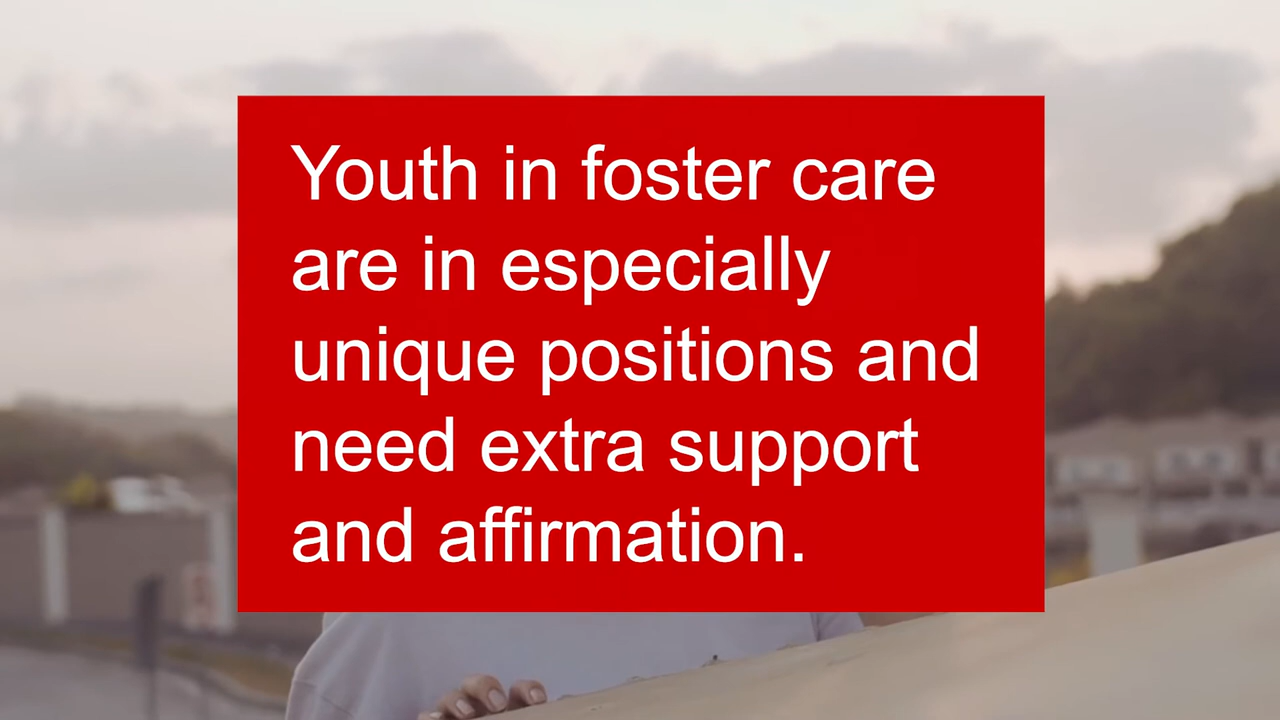 Youth in foster care
are in especially
unique positions and
need extra support
and affirmation.